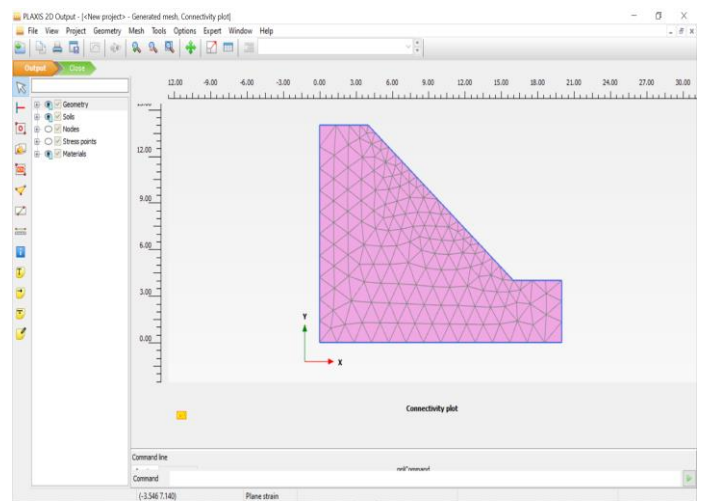 PLAXIS 2D Output - [<New project> - Generated mesh, Connectivity plot]
File View Project Geometry Mesh Tools Options Expert Window Help
Output Close
12.00 -9.00 -6.00 -3.00 0.00 3.00 6.00 9.00 12.00 15.00 18.00 21.00 24.00 27.00 30.00
Geometry
Soils
Nodes
Stress points
Materials
12.00
9.00
6.00
3.00
0.00
Y
X
Connectivity plot
Command line
Command
(-3.546 7.140) Plane strain